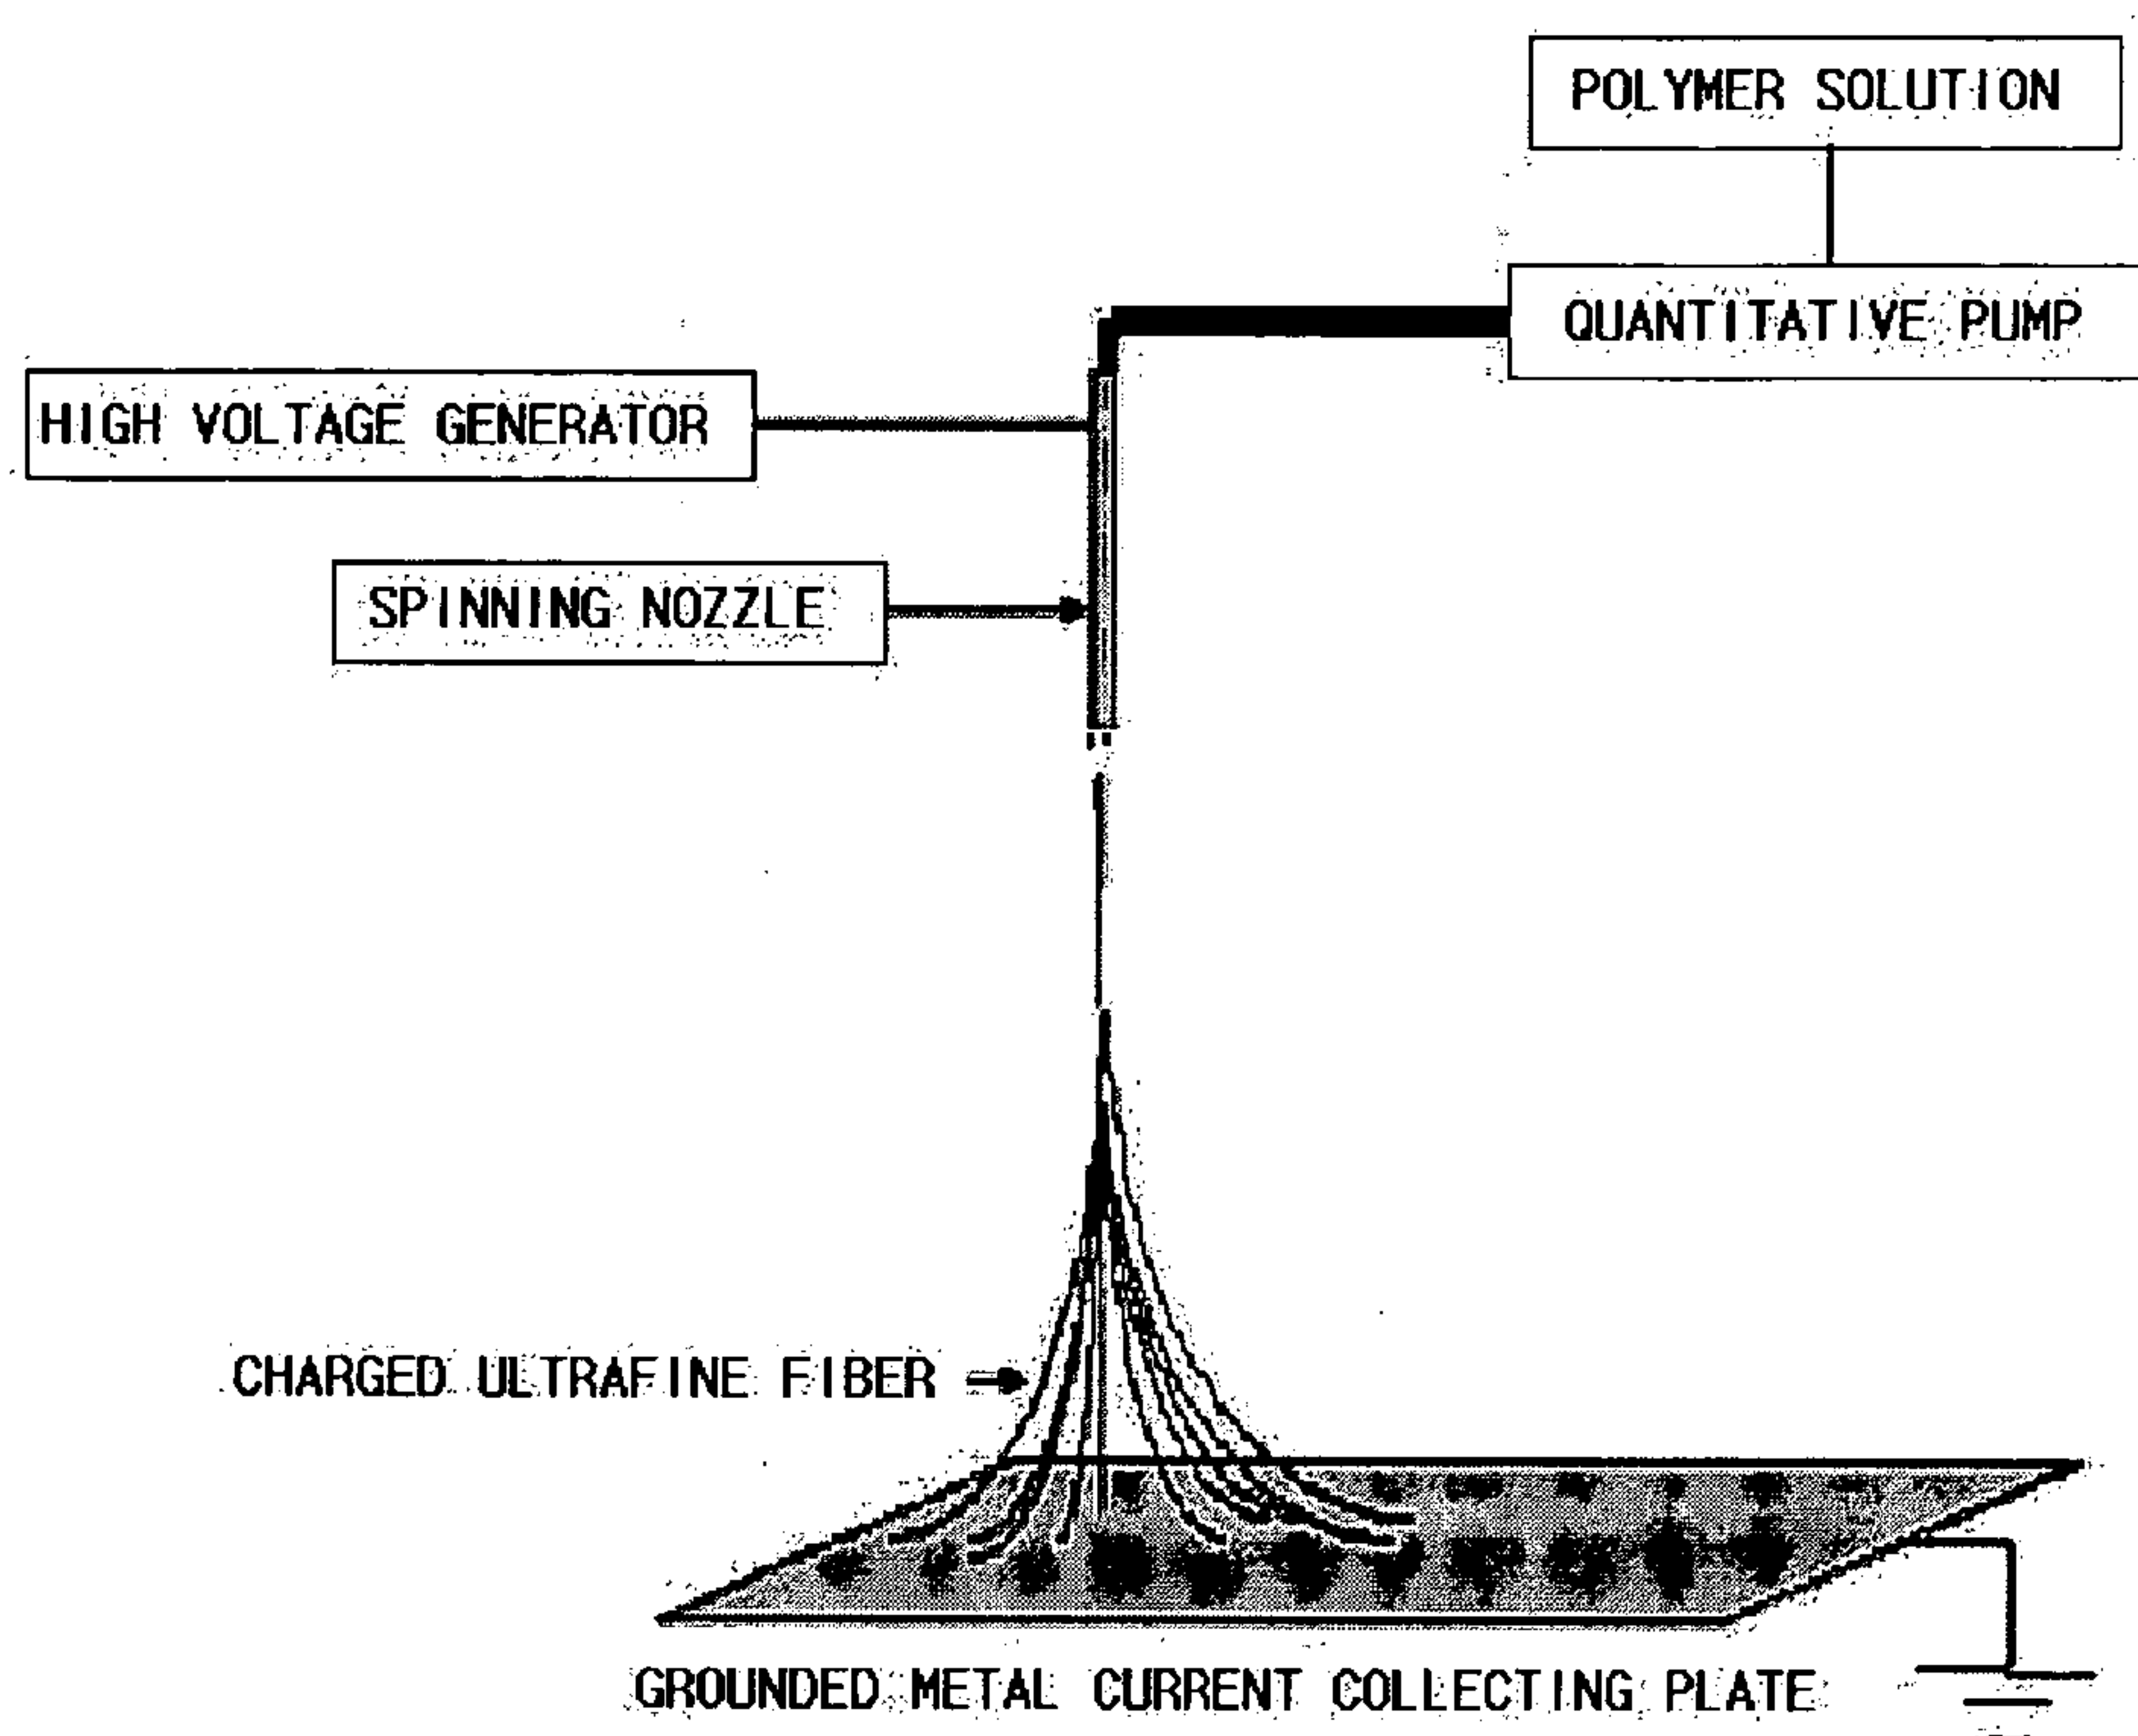 POLYMER SOLUTION
QUANTITATIVE PUMP
HIGH VOLTAGE GENERATOR
SPINNING NOZZLE
CHARGED ULTRAFINE FIBER
GROUNDED METAL CURRENT COLLECTING PLATE